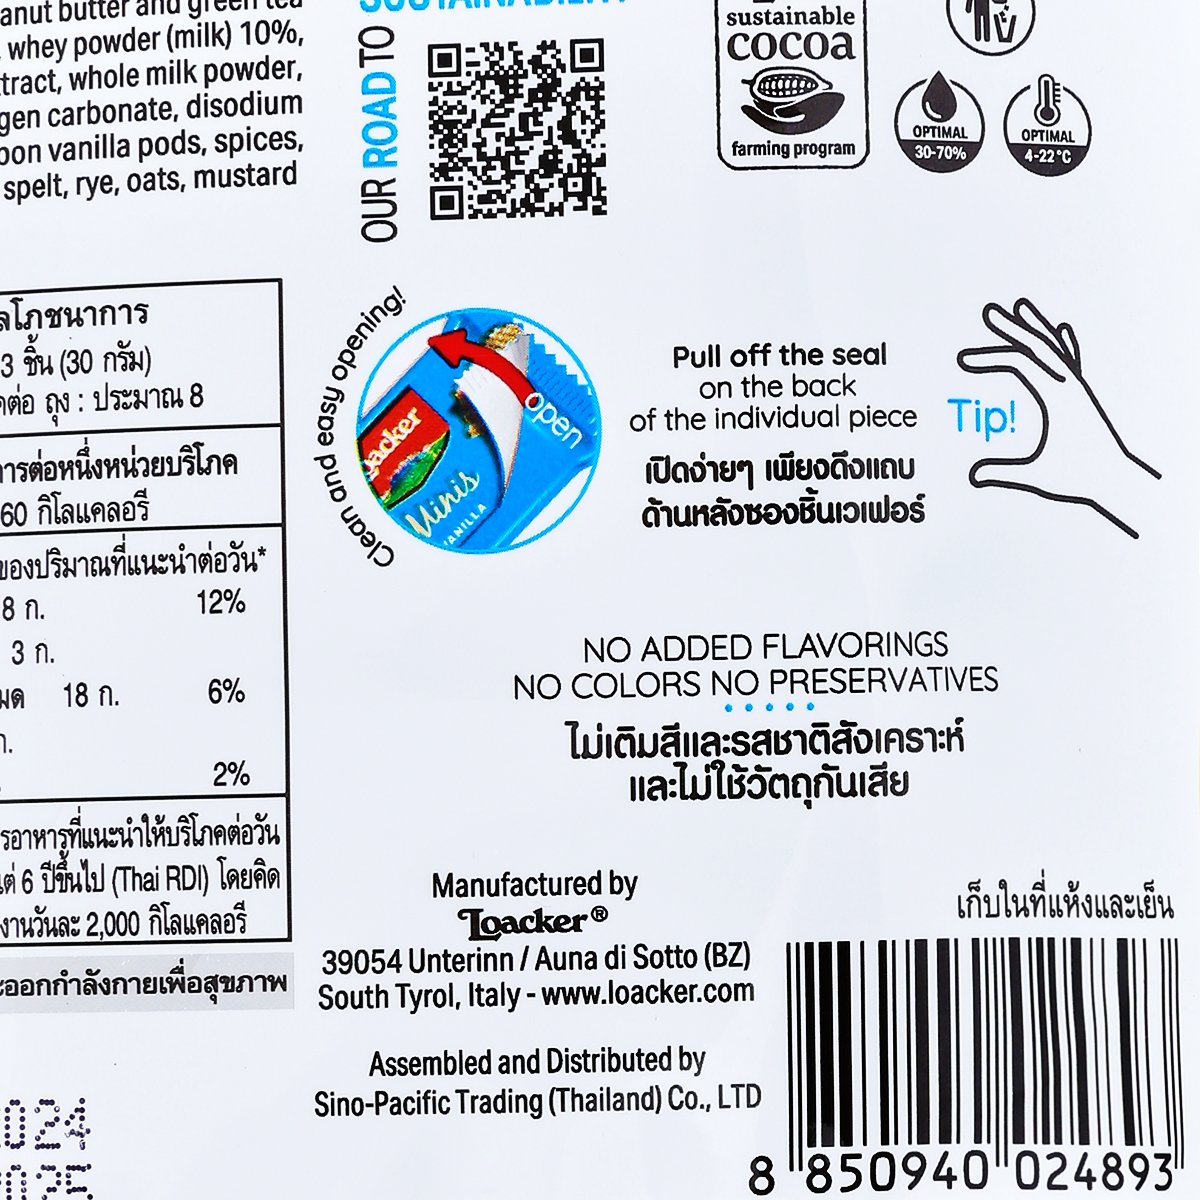 anut butter and green tea
whey powder (milk) 10%,
tract, whole milk powder,
gen carbonate, disodium
bon vanilla pods, spices,
spelt, rye, oats, mustard
OUR ROAD TO
SUSTAINABILITY
sustainable
cocoa
farming program
OPTIMAL
30-70%
OPTIMAL
4-22°C
ลโภชนาการ
3 ชิ้น (30 กรัม)
คต่อ ถุง : ประมาณ 8
ารต่อหนึ่งหน่วยบริโภค
60 กิโลแคลอรี
ของปริมาณที่แนะนำต่อวัน*
8 ก. 12%
3 ก.
มด 18 ก. 6%
ก.
2%
รอาหารที่แนะนำให้บริโภคต่อวัน
แต่ 6 ปีขึ้นไป (Thai RDI) โดยคิด
งานวันละ 2,000 กิโลแคลอรี
ะออกกำลังกายเพื่อสุขภาพ
Clean and easy opening!
open
Loacker
Minis
VANILLA
Pull off the seal
on the back
of the individual piece
Tip!
เปิดง่ายๆ เพียงดึงแถบ
ด้านหลังซองชิ้นเวเฟอร์
NO ADDED FLAVORINGS
NO COLORS NO PRESERVATIVES
ไม่เติมสีและรสชาติสังเคราะห์
และไม่ใช้วัตถุกันเสีย
Manufactured by
Loacker®
39054 Unterinn / Auna di Sotto (BZ)
South Tyrol, Italy - www.loacker.com
Assembled and Distributed by
Sino-Pacific Trading (Thailand) Co., LTD
เก็บในที่แห้งและเย็น
8 850940 024893
024
025